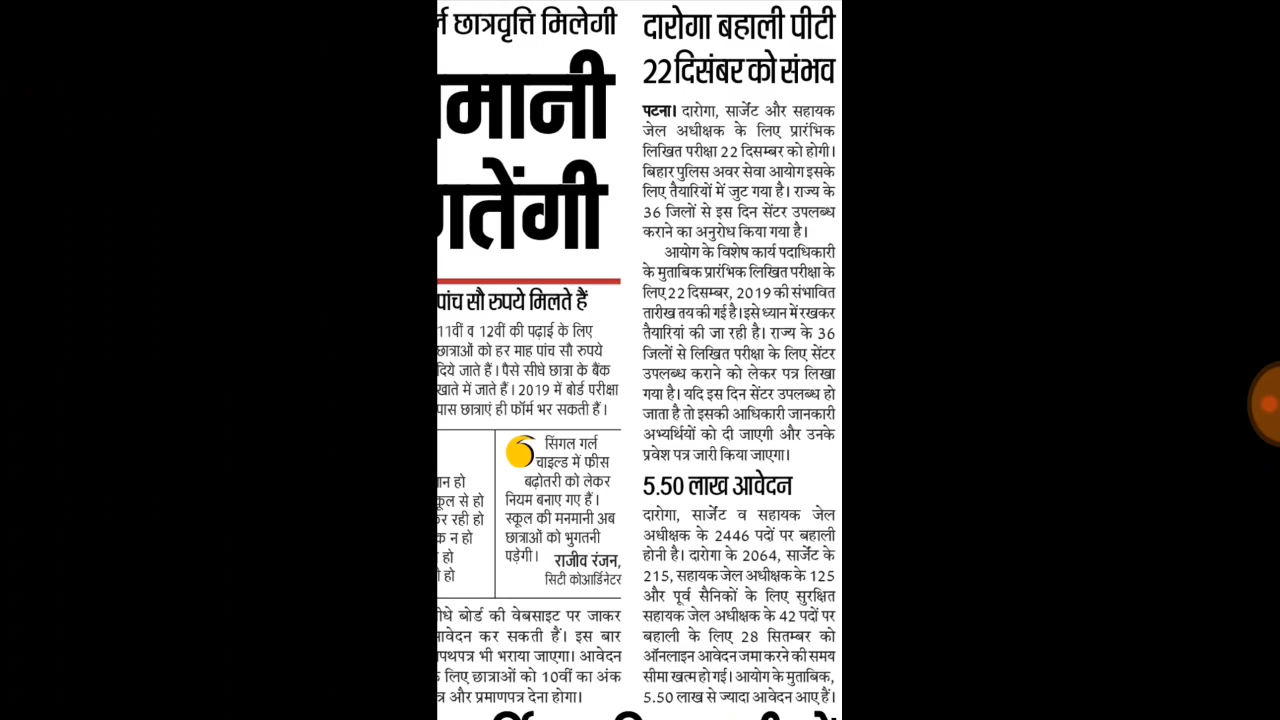 छात्रवृत्ति मिलेगी
पांच सौ रुपये मिलते हैं
11वीं व 12वीं की पढ़ाई के लिए
छात्राओं को हर माह पांच सौ रुपये
दिये जाते हैं। पैसे सीधे छात्रा के बैंक
खाते में जाते हैं। 2019 में बोर्ड परीक्षा
पास छात्राएं ही फॉर्म भर सकती हैं।
हो
से हो
रही हो
न हो
हो
हो
सिंगल गर्ल
चाइल्ड में फीस
बढ़ोतरी को लेकर
नियम बनाए गए हैं।
स्कूल की मनमानी अब
छात्राओं को भुगतनी
पड़ेगी। राजीव रंजन,
सिटी कोआर्डिनेटर
बोर्ड की वेबसाइट पर जाकर
आवेदन कर सकती हैं। इस बार
भी भराया जाएगा। आवेदन
लिए छात्राओं को 10वीं का अंक
और प्रमाणपत्र देना होगा।
दारोगा बहाली पीटी
22 दिसंबर को संभव
पटना। दारोगा, सार्जेंट और सहायक
जेल अधीक्षक के लिए प्रारंभिक
लिखित परीक्षा 22 दिसम्बर को होगी।
बिहार पुलिस अवर सेवा आयोग इसके
लिए तैयारियों में जुट गया है। राज्य के
36 जिलों से इस दिन सेंटर उपलब्ध
कराने का अनुरोध किया गया है।
आयोग के विशेष कार्य पदाधिकारी
के मुताबिक प्रारंभिक लिखित परीक्षा के
लिए 22 दिसम्बर, 2019 की संभावित
तारीख तय की गई है। इसे ध्यान में रखकर
तैयारियां की जा रही है। राज्य के 36
जिलों से लिखित परीक्षा के लिए सेंटर
उपलब्ध कराने को लेकर पत्र लिखा
गया है। यदि इस दिन सेंटर उपलब्ध हो
जाता है तो इसकी आधिकारी जानकारी
अभ्यर्थियों को दी जाएगी और उनके
प्रवेश पत्र जारी किया जाएगा।
5.50 लाख आवेदन
दारोगा, सार्जेंट व सहायक जेल
अधीक्षक के 2446 पदों पर बहाली
होनी है। दारोगा के 2064, सार्जेंट के
215, सहायक जेल अधीक्षक के 125
और पूर्व सैनिकों के लिए सुरक्षित
सहायक जेल अधीक्षक के 42 पदों पर
बहाली के लिए 28 सितम्बर को
ऑनलाइन आवेदन जमा करने की समय
सीमा खत्म हो गई। आयोग के मुताबिक,
5.50 लाख से ज्यादा आवेदन आए हैं।